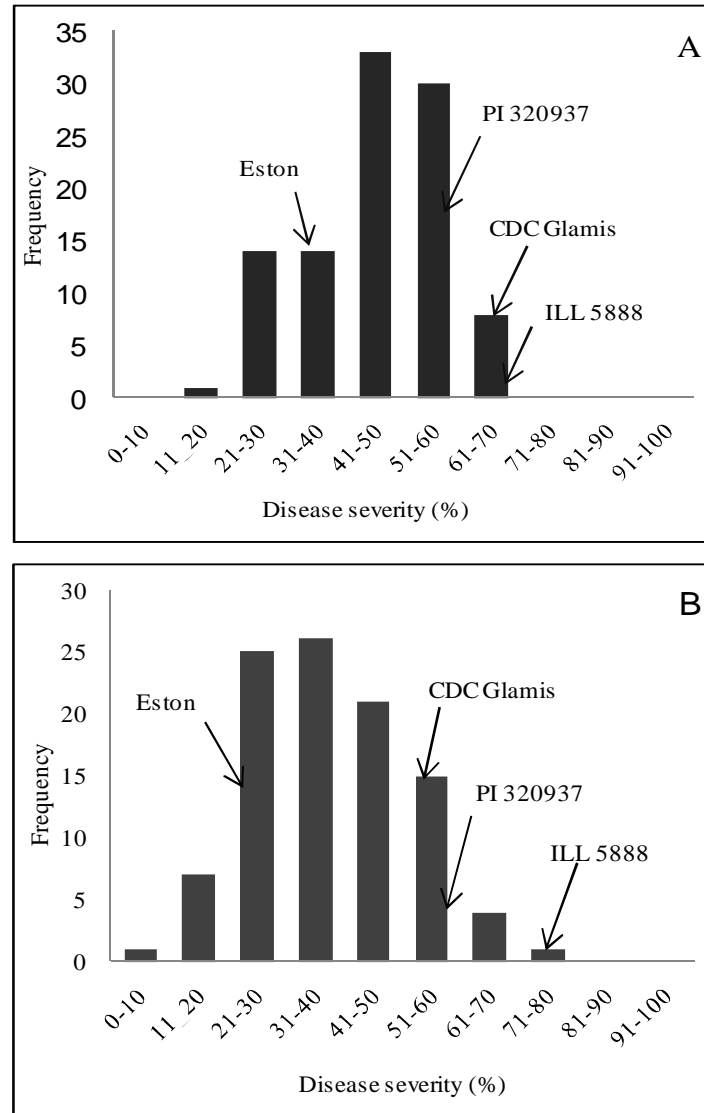 A
35
30
25
20
15
10
5
0
Frequency
PI 320937
Eston
CDC Glamis
ILL 5888
0-10
11_20
21-30
31-40
41-50
51-60
61-70
71-80
81-90
91-100
Disease severity (%)
B
30
25
20
15
10
5
0
Frequency
CDC Glamis
Eston
PI 320937
ILL 5888
0-10
11_20
21-30
31-40
41-50
51-60
61-70
71-80
81-90
91-100
Disease severity (%)